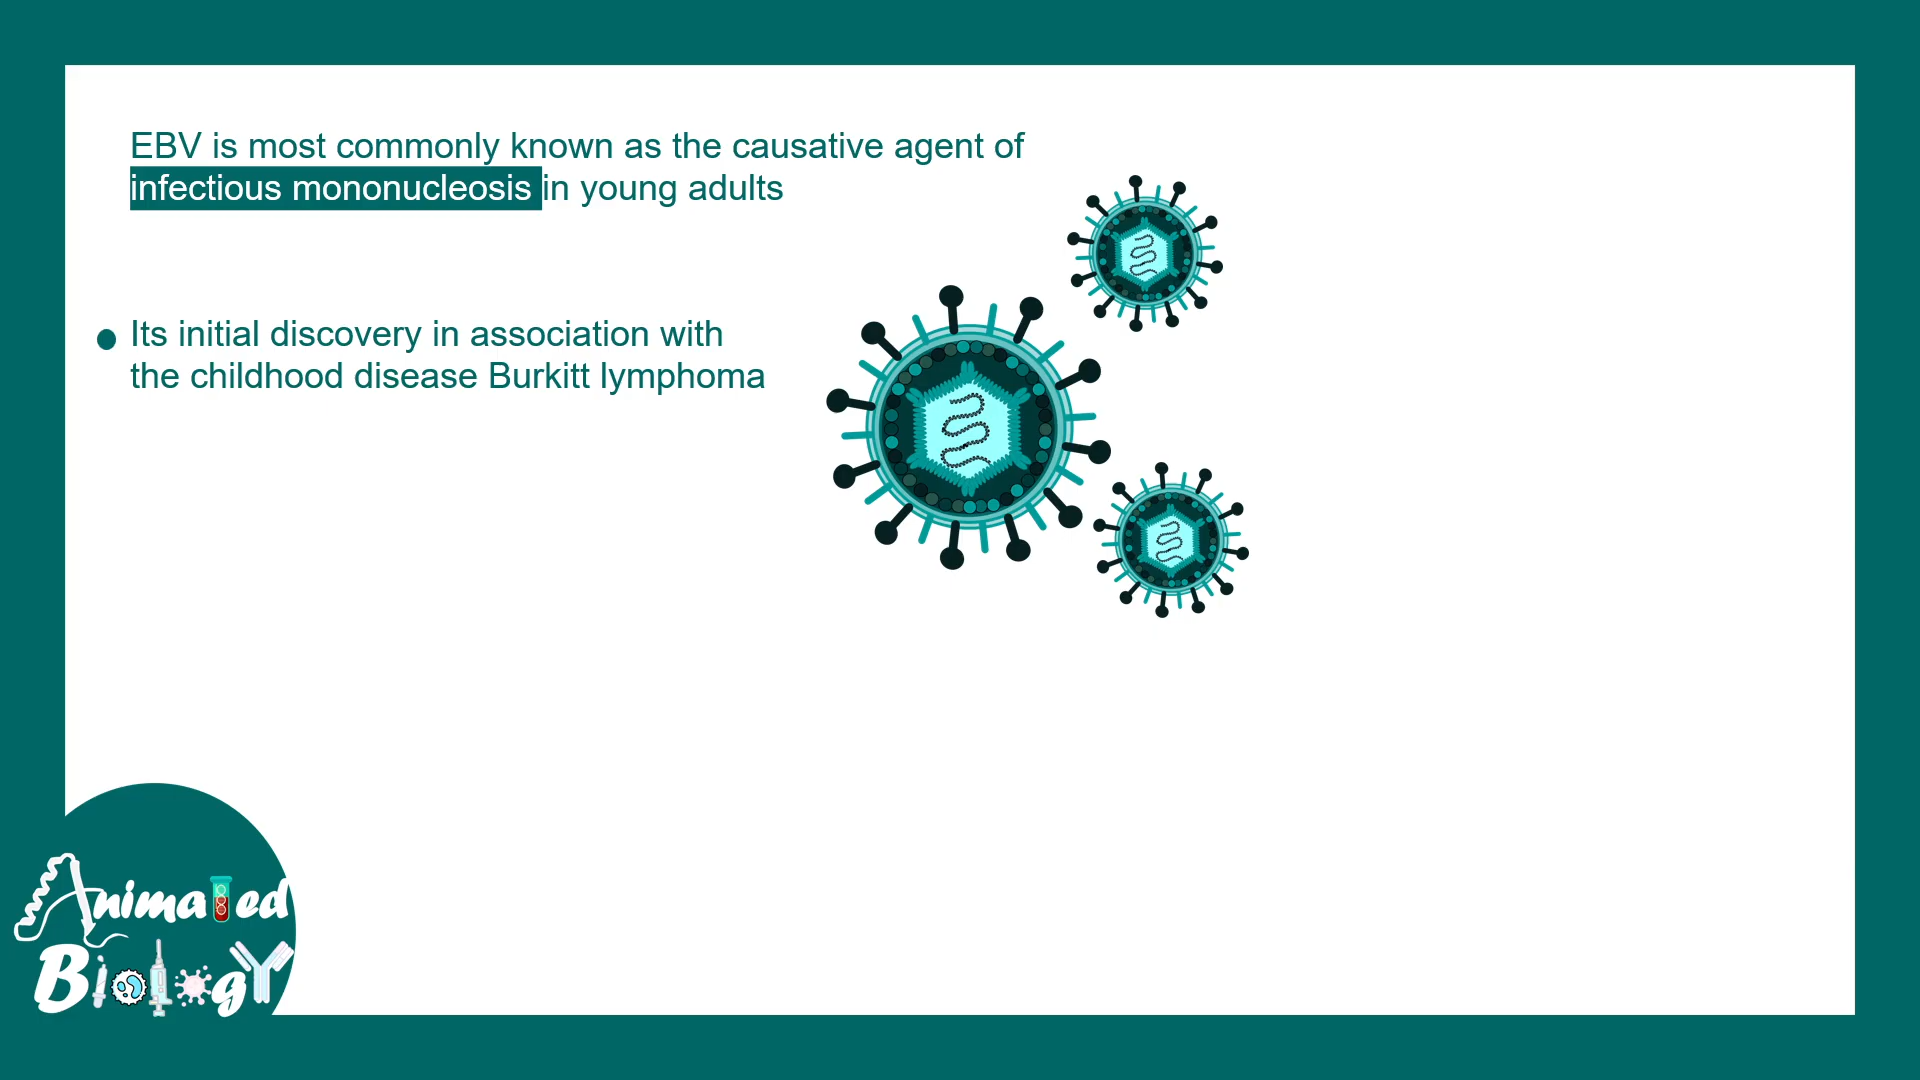 EBV is most commonly known as the causative agent of
infectious mononucleosis in young adults
Its initial discovery in association with
the childhood disease Burkitt lymphoma
Animated
Biology